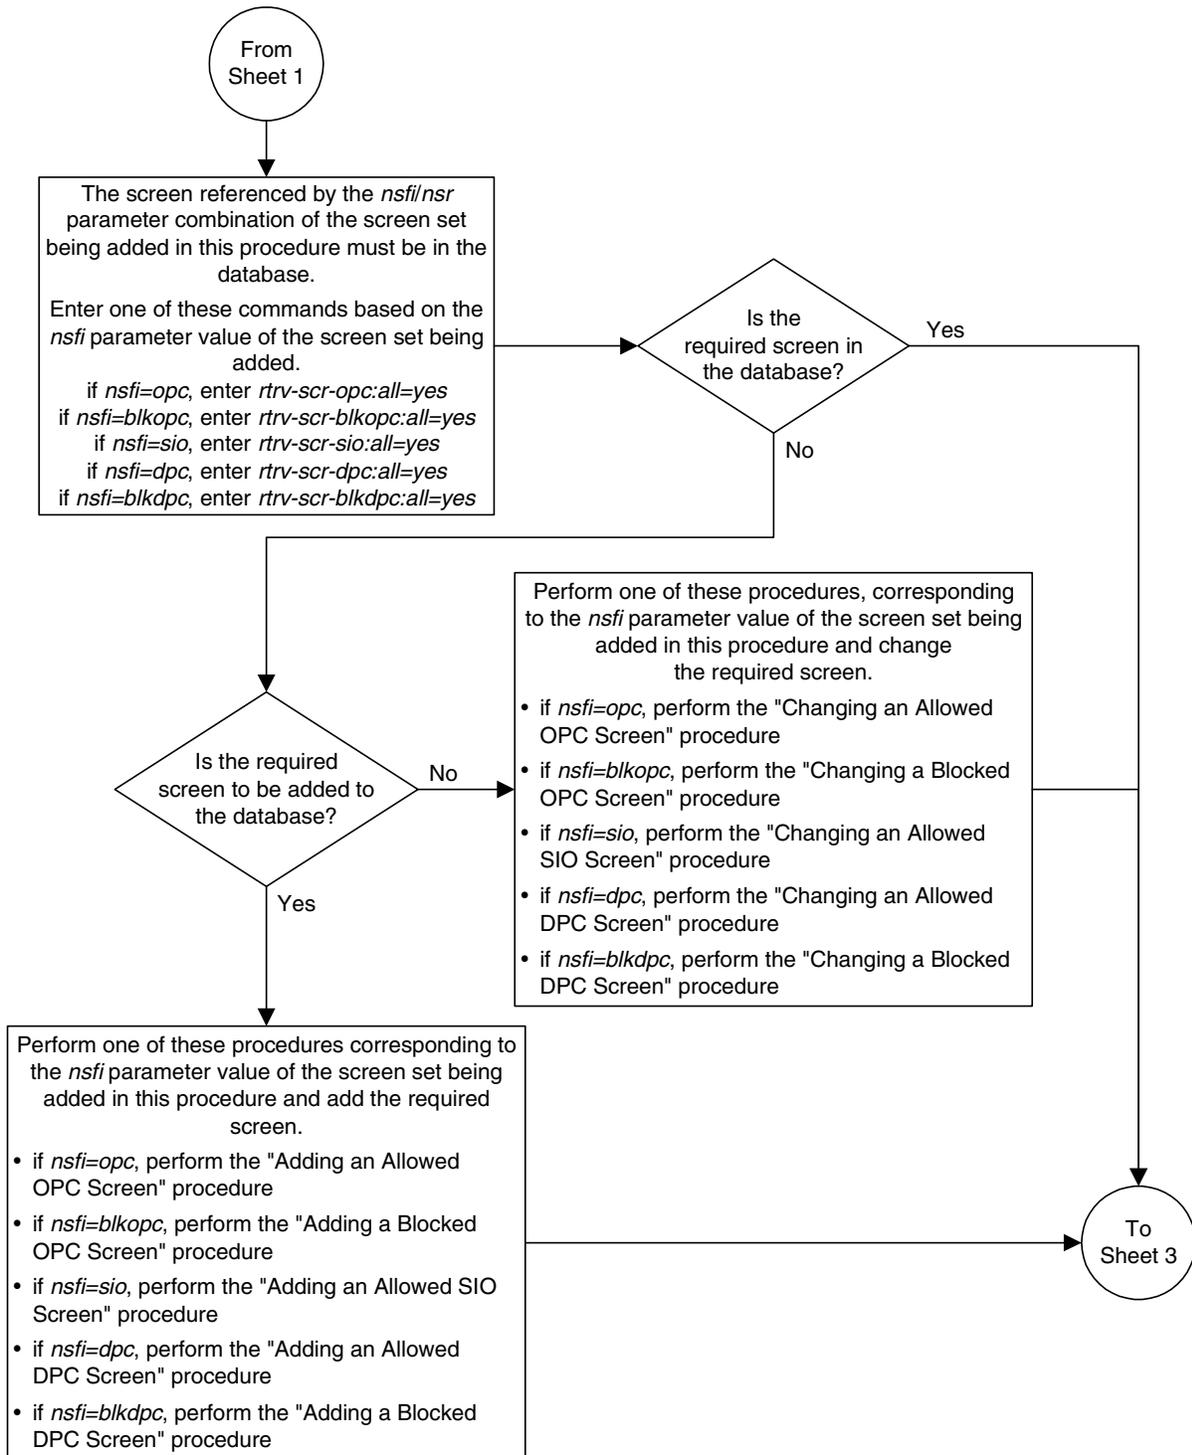 From
Sheet 1
The screen referenced by the nsfi/nsr
parameter combination of the screen set
being added in this procedure must be in the
database.
Enter one of these commands based on the
nsfi parameter value of the screen set being
added.
if nsfi=opc, enter rtrv-scr-opc:all=yes
if nsfi=blkopc, enter rtrv-scr-blkopc:all=yes
if nsfi=sio, enter rtrv-scr-sio:all=yes
if nsfi=dpc, enter rtrv-scr-dpc:all=yes
if nsfi=blkdpc, enter rtrv-scr-blkdpc:all=yes
Is the
required screen in
the database?
Yes
No
Perform one of these procedures, corresponding
to the nsfi parameter value of the screen set being
added in this procedure and change
the required screen.
• if nsfi=opc, perform the "Changing an Allowed
OPC Screen" procedure
• if nsfi=blkopc, perform the "Changing a Blocked
OPC Screen" procedure
• if nsfi=sio, perform the "Changing an Allowed
SIO Screen" procedure
• if nsfi=dpc, perform the "Changing an Allowed
DPC Screen" procedure
• if nsfi=blkdpc, perform the "Changing a Blocked
DPC Screen" procedure
Is the required
screen to be added to
the database?
No
Yes
Perform one of these procedures corresponding to
the nsfi parameter value of the screen set being
added in this procedure and add the required
screen.
• if nsfi=opc, perform the "Adding an Allowed
OPC Screen" procedure
• if nsfi=blkopc, perform the "Adding a Blocked
OPC Screen" procedure
• if nsfi=sio, perform the "Adding an Allowed SIO
Screen" procedure
• if nsfi=dpc, perform the "Adding an Allowed
DPC Screen" procedure
• if nsfi=blkdpc, perform the "Adding a Blocked
DPC Screen" procedure
To
Sheet 3